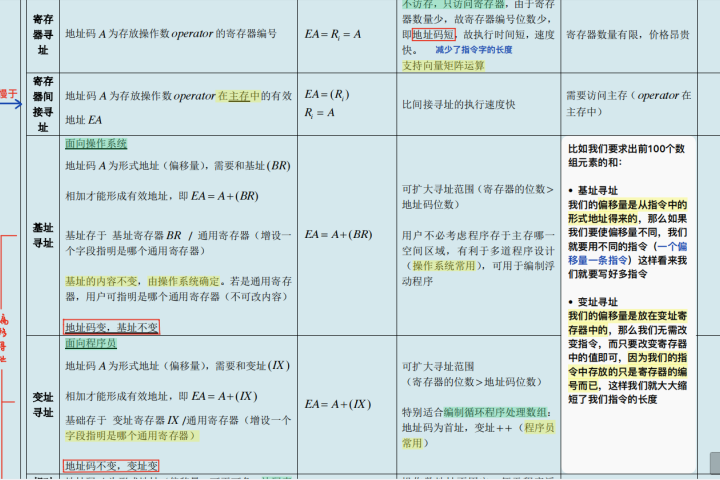 寄存
器寻
址
地址码 A 为存放操作数 operator 的寄存器编号
EA = Ri = A
不访存，只访问寄存器，由于寄存
器数量少，故寄存器编号位数少，
即地址码短，故执行时间短，速度
快。 减少了指令字的长度
支持向量矩阵运算
寄存器数量有限，价格昂贵
慢于
寄存
器间
接寻
址
地址码 A 为存放操作数 operator 在主存中的有效
地址 EA
EA = (Ri)
Ri = A
比间接寻址的执行速度快
需要访问主存（operator 在
主存中）
基址
寻址
面向操作系统
地址码 A 为形式地址（偏移量），需要和基址(BR)
相加才能形成有效地址，即 EA = A+(BR)
基址存于 基址寄存器BR / 通用寄存器（增设一
个字段指明是哪个通用寄存器）
基址的内容不变，由操作系统确定。若是通用寄存
器，用户可指明是哪个通用寄存器（不可改内容）
地址码变，基址不变
EA = A+(BR)
可扩大寻址范围（寄存器的位数>
地址码位数）
用户不必考虑程序存于主存哪一
空间区域，有利于多道程序设计
（操作系统常用），可用于编制浮
动程序
比如我们要求出前100个数
组元素的和：
• 基址寻址
我们的偏移量是从指令中的
形式地址得来的，那么如果
我们要使偏移量不同，我们
就要用不同的指令（一个偏
移量一条指令）这样看来我
们就要写好多指令
• 变址寻址
我们的偏移量是放在变址寄
存器中的，那么我们无需改
变指令，而只要改变寄存器
中的值即可，因为我们的指
令中存放的只是寄存器的编
号而已，这样我们就大大缩
短了我们指令的长度
变址
寻址
面向程序员
地址码 A 为形式地址（偏移量），需要和变址(IX)
相加才能形成有效地址，即 EA = A+(IX)
基础存于 变址寄存器 IX /通用寄存器（增设一个
字段指明是哪个通用寄存器）
地址码不变，变址变
EA = A+(IX)
可扩大寻址范围
（寄存器的位数>地址码位数）
特别适合编制循环程序处理数组：
地址码为首址，变址++（程序员
常用）